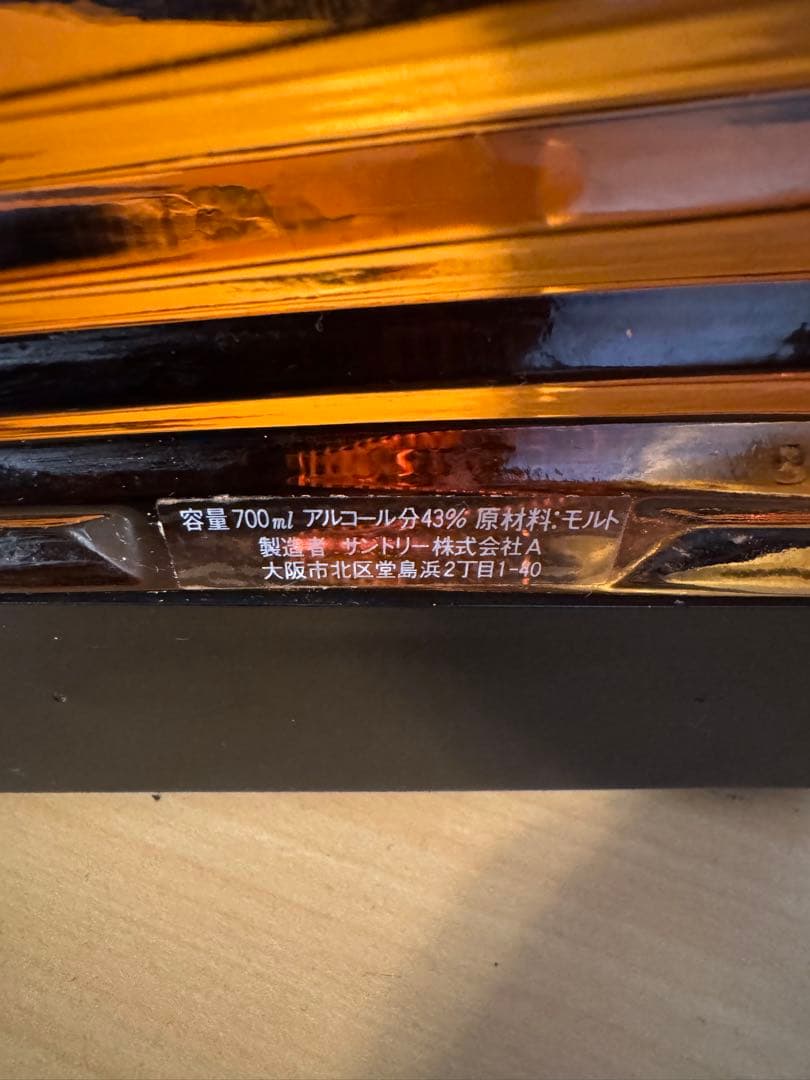 容量700ml アルコール分43% 原材料:モルト
製造者 サントリー株式会社A
大阪市北区堂島浜2丁目1-40